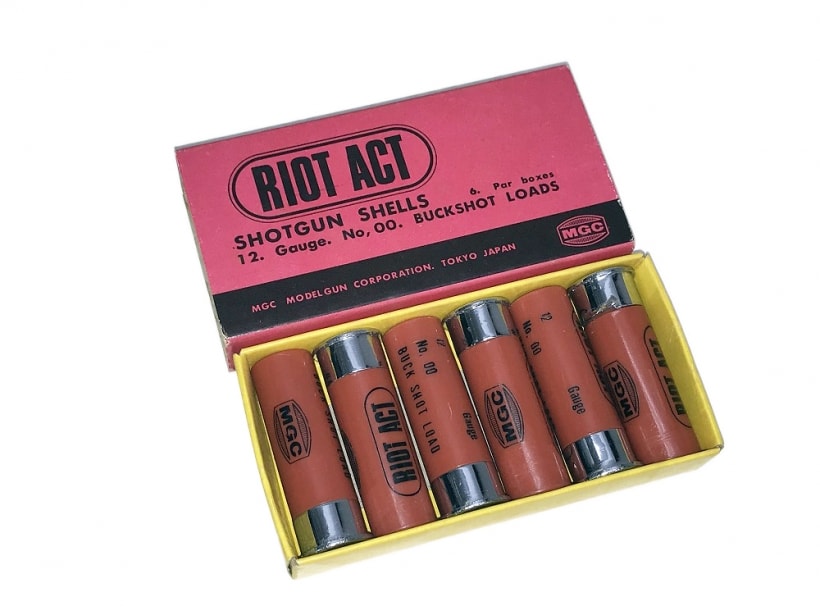 RIOT ACT
SHOTGUN SHELLS
6. Par boxes
12. Gauge. No,00. BUCKSHOT LOADS
MGC
MGC MODELGUN CORPORATION. TOKYO JAPAN
MGC
RIOT ACT
12
No. 00
BUCK SHOT LOAD
Gauge
MGC
12
No. 00
Gauge
MGC
RIOT ACT